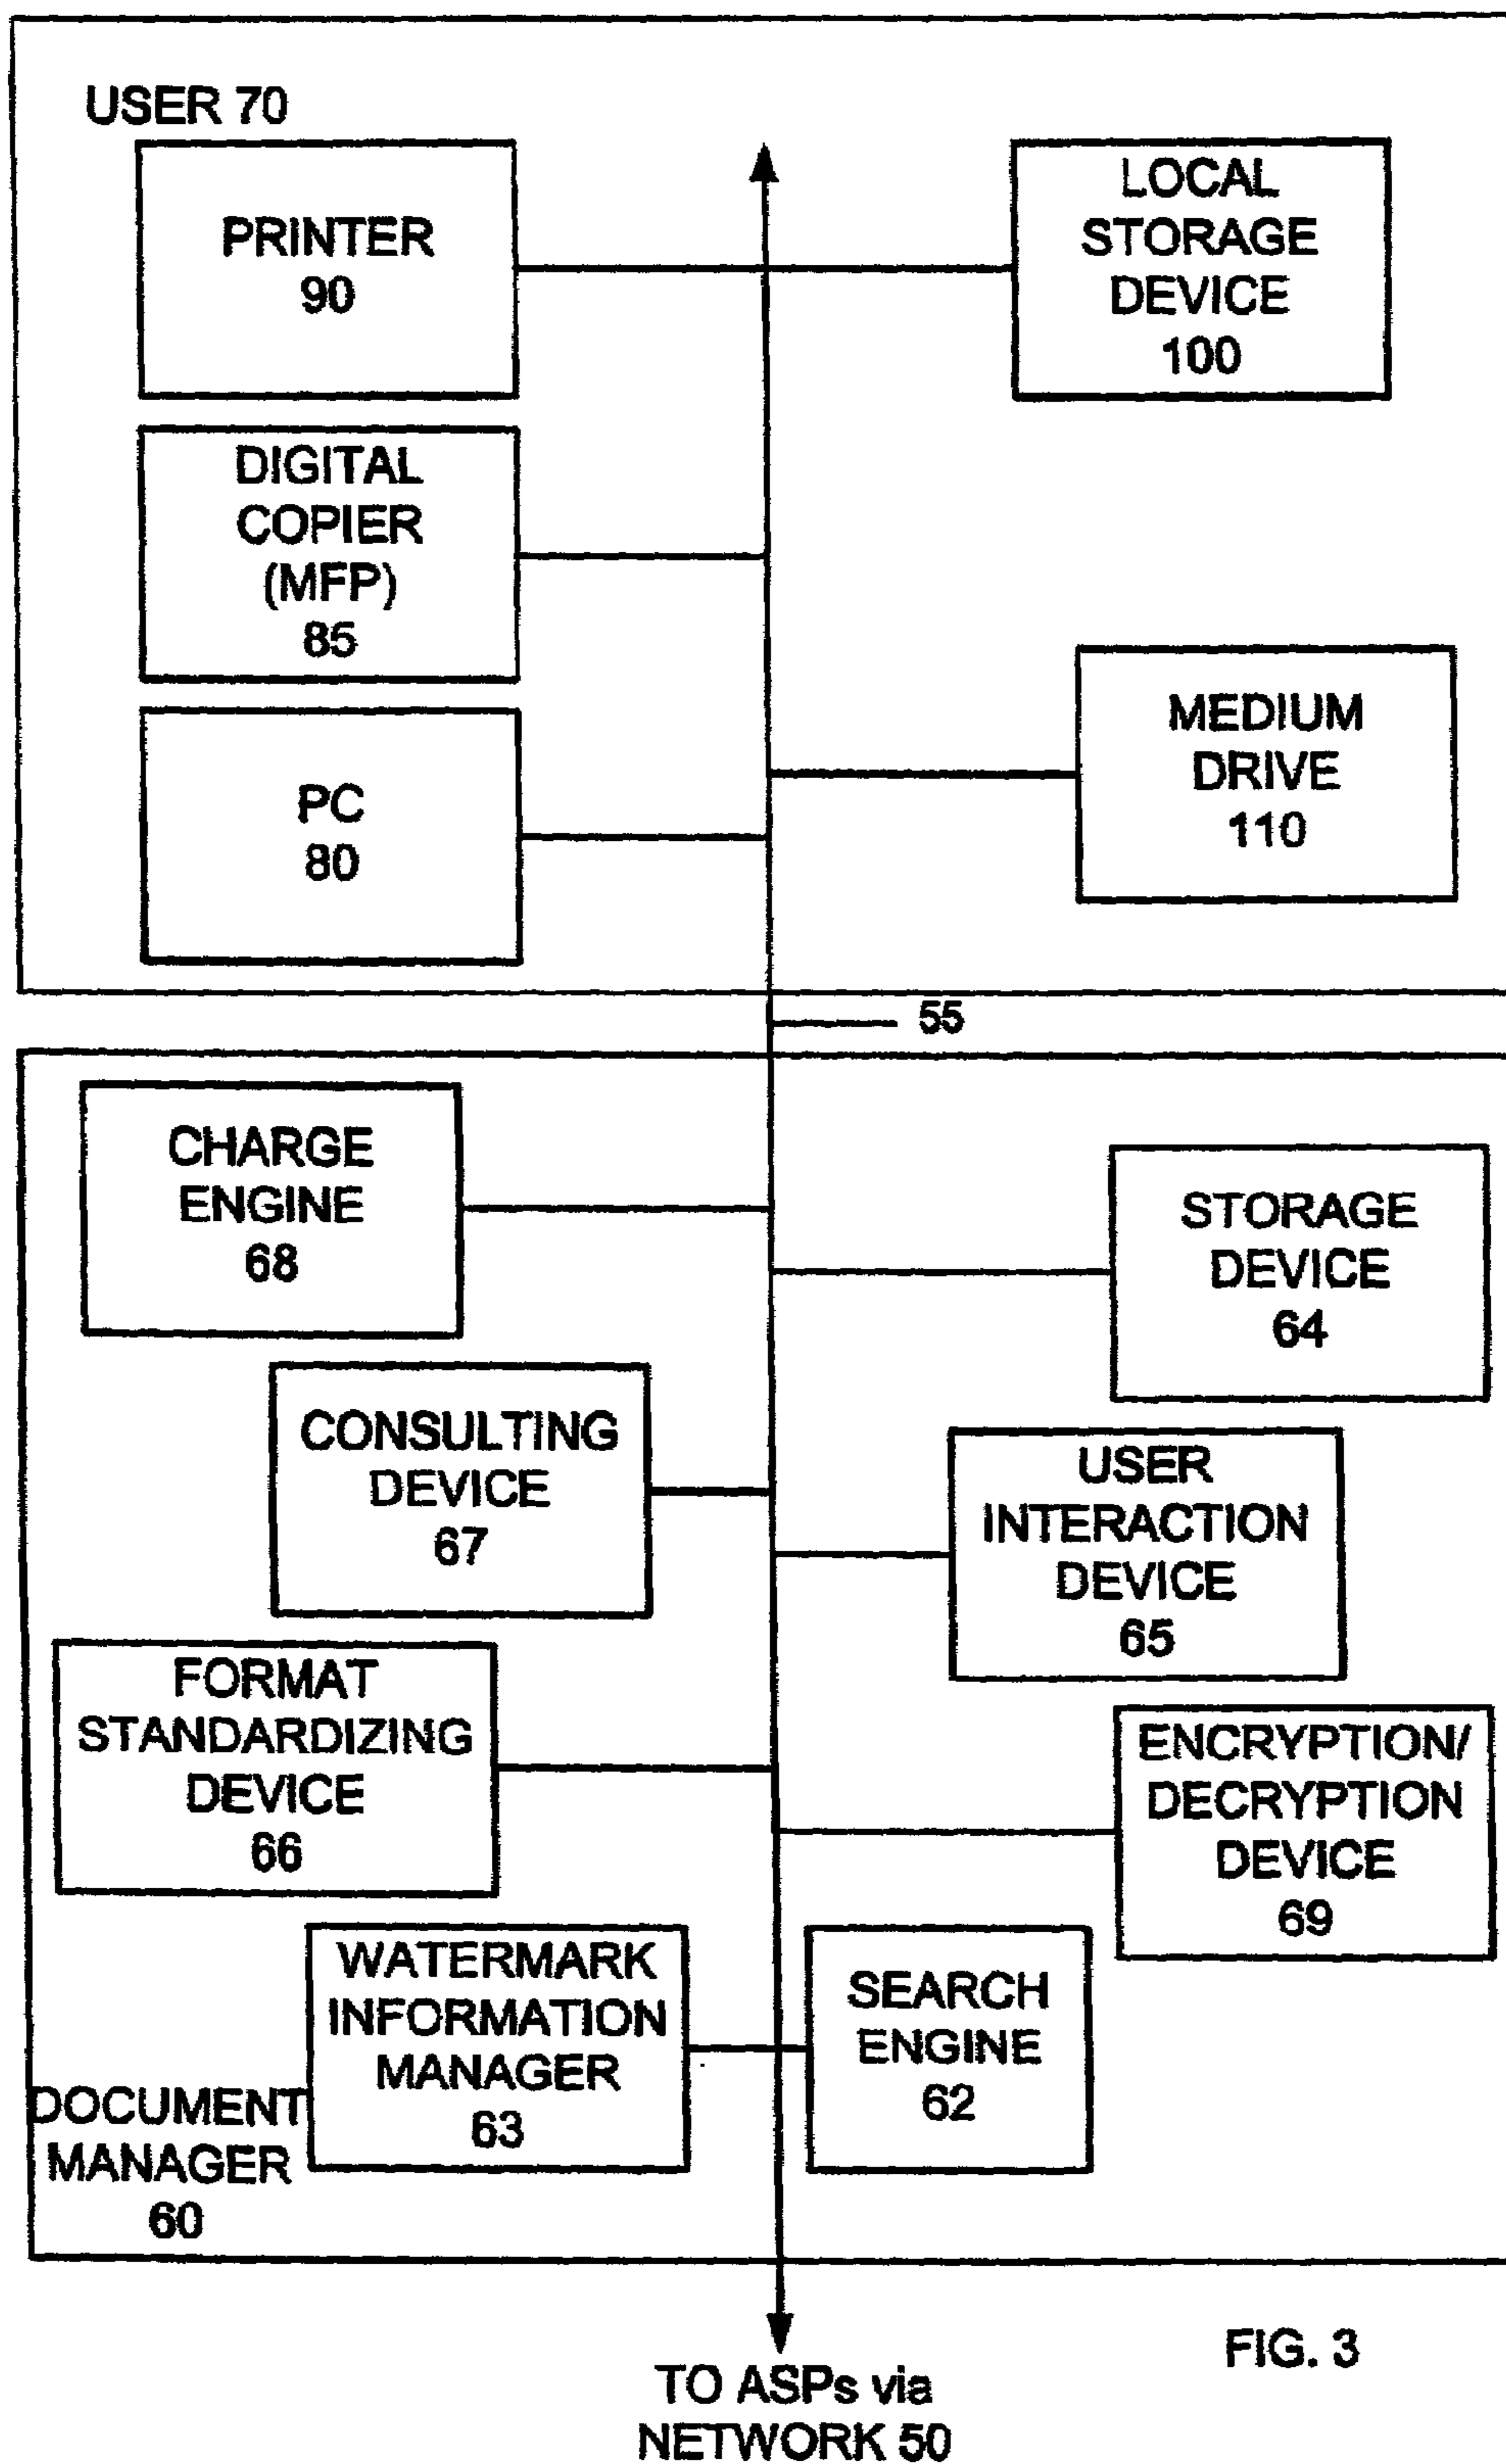 USER 70
PRINTER
90
LOCAL
STORAGE
DEVICE
100
DIGITAL
COPIER
(MFP)
85
MEDIUM
DRIVE
110
PC
80
55
CHARGE
ENGINE
68
STORAGE
DEVICE
64
CONSULTING
DEVICE
67
USER
INTERACTION
DEVICE
65
FORMAT
STANDARDIZING
DEVICE
66
ENCRYPTION/
DECRYPTION
DEVICE
69
WATERMARK
INFORMATION
MANAGER
63
SEARCH
ENGINE
62
DOCUMENT
MANAGER
60
FIG. 3
TO ASPs via
NETWORK 50